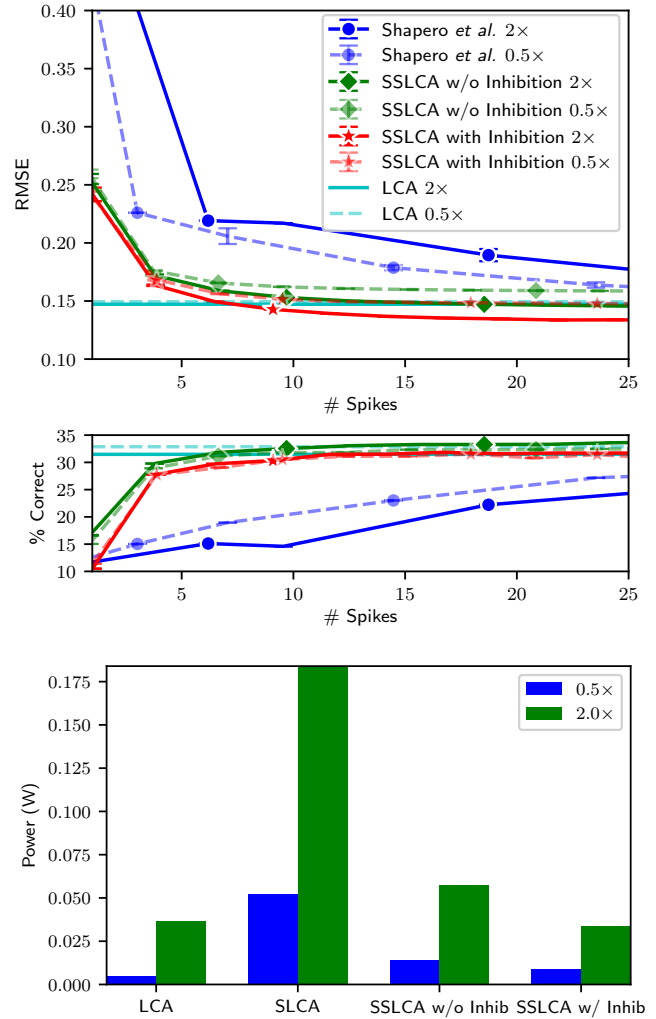 0.40
0.35
0.30
0.25
0.20
0.15
0.10
RMSE
Shapero et al. 2×
Shapero et al. 0.5×
SSLCA w/o Inhibition 2×
SSLCA w/o Inhibition 0.5×
SSLCA with Inhibition 2×
SSLCA with Inhibition 0.5×
LCA 2×
LCA 0.5×
5 10 15 20 25
# Spikes
35
30
25
20
15
10
% Correct
5 10 15 20 25
# Spikes
0.175
0.150
0.125
0.100
0.075
0.050
0.025
0.000
Power (W)
0.5×
2.0×
LCA SLCA SSLCA w/o Inhib SSLCA w/ Inhib